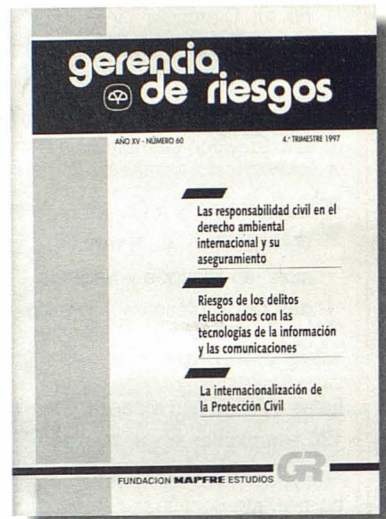 gerencia
de riesgos
AÑO XV - NÚMERO 60 4.º TRIMESTRE 1997
Las responsabilidad civil en el
derecho ambiental
internacional y su
aseguramiento
Riesgos de los delitos
relacionados con las
tecnologías de la información
y las comunicaciones
La internacionalización de
la Protección Civil
FUNDACION MAPFRE ESTUDIOS GR